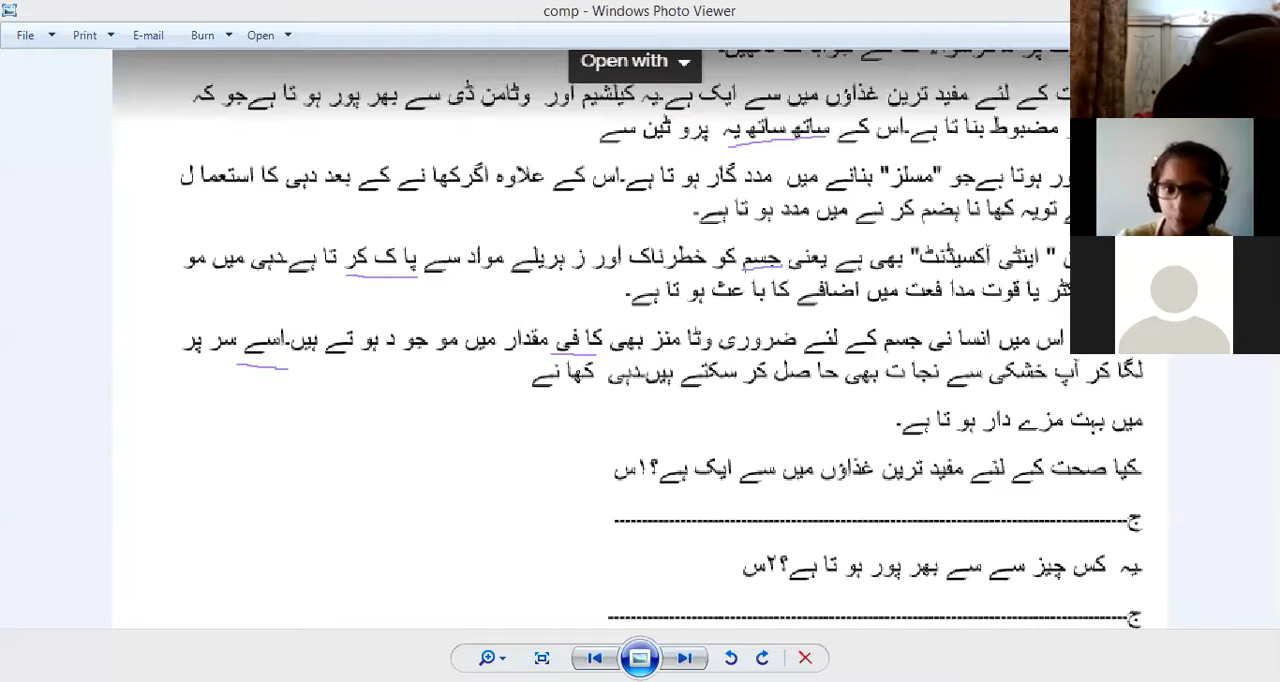 comp - Windows Photo Viewer
File Print E-mail Burn Open
Open with
ت کے لئے مفید ترین غذاؤں میں سے ایک ہے۔یہ کیلشیم اور وٹامن ڈی سے بھر پور ہو تا ہےجو کہ
مضبوط بنا تا ہے۔اس کے ساتھ ساتھ یہ پرو ٹین سے
ور ہوتا ہےجو "مسلز" بنانے میں مدد گار ہو تا ہے۔اس کے علاوہ اگرکھا نے کے بعد دہی کا استعما ل
تویہ کھا نا ہضم کر نے میں مدد ہو تا ہے۔
" اینٹی آکسیڈنٹ" بھی ہے یعنی جسم کو خطرناک اور ز ہریلے مواد سے پا ک کر تا ہے۔دہی میں مو
کٹر یا قوت مدا فعت میں اضافے کا با عث ہو تا ہے۔
اس میں انسا نی جسم کے لئے ضروری وٹا منز بھی کا فی مقدار میں مو جو د ہو تے ہیں۔اسے سر پر
لگا کر آپ خشکی سے نجا ت بھی حا صل کر سکتے ہیں۔دہی کھا نے
میں بہت مزے دار ہو تا ہے۔
کیا صحت کے لئے مفید ترین غذاؤں میں سے ایک ہے؟۱س
ج------------------------------------------------
یہ کس چیز سے سے بھر پور ہو تا ہے؟۲س
ج------------------------------------------------